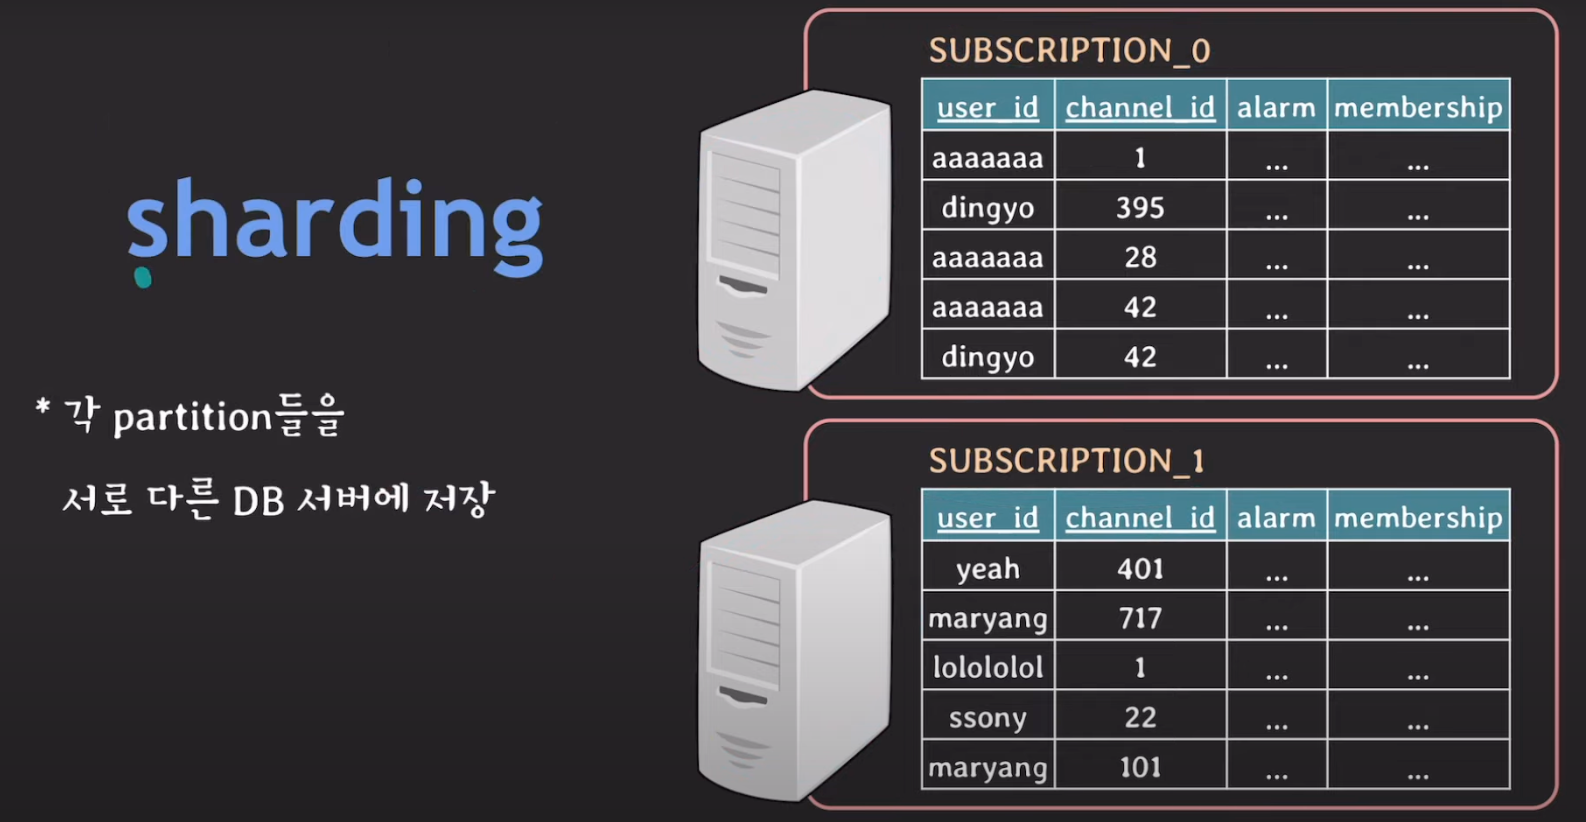 sharding
* 각 partition들을
서로 다른 DB 서버에 저장
SUBSCRIPTION_0
user_id channel_id alarm membership
aaaaaaa 1 ... ...
dingyo 395 ... ...
aaaaaaa 28 ... ...
aaaaaaa 42 ... ...
dingyo 42 ... ...
SUBSCRIPTION_1
user_id channel_id alarm membership
yeah 401 ... ...
maryang 717 ... ...
lolololol 1 ... ...
ssony 22 ... ...
maryang 101 ... ...